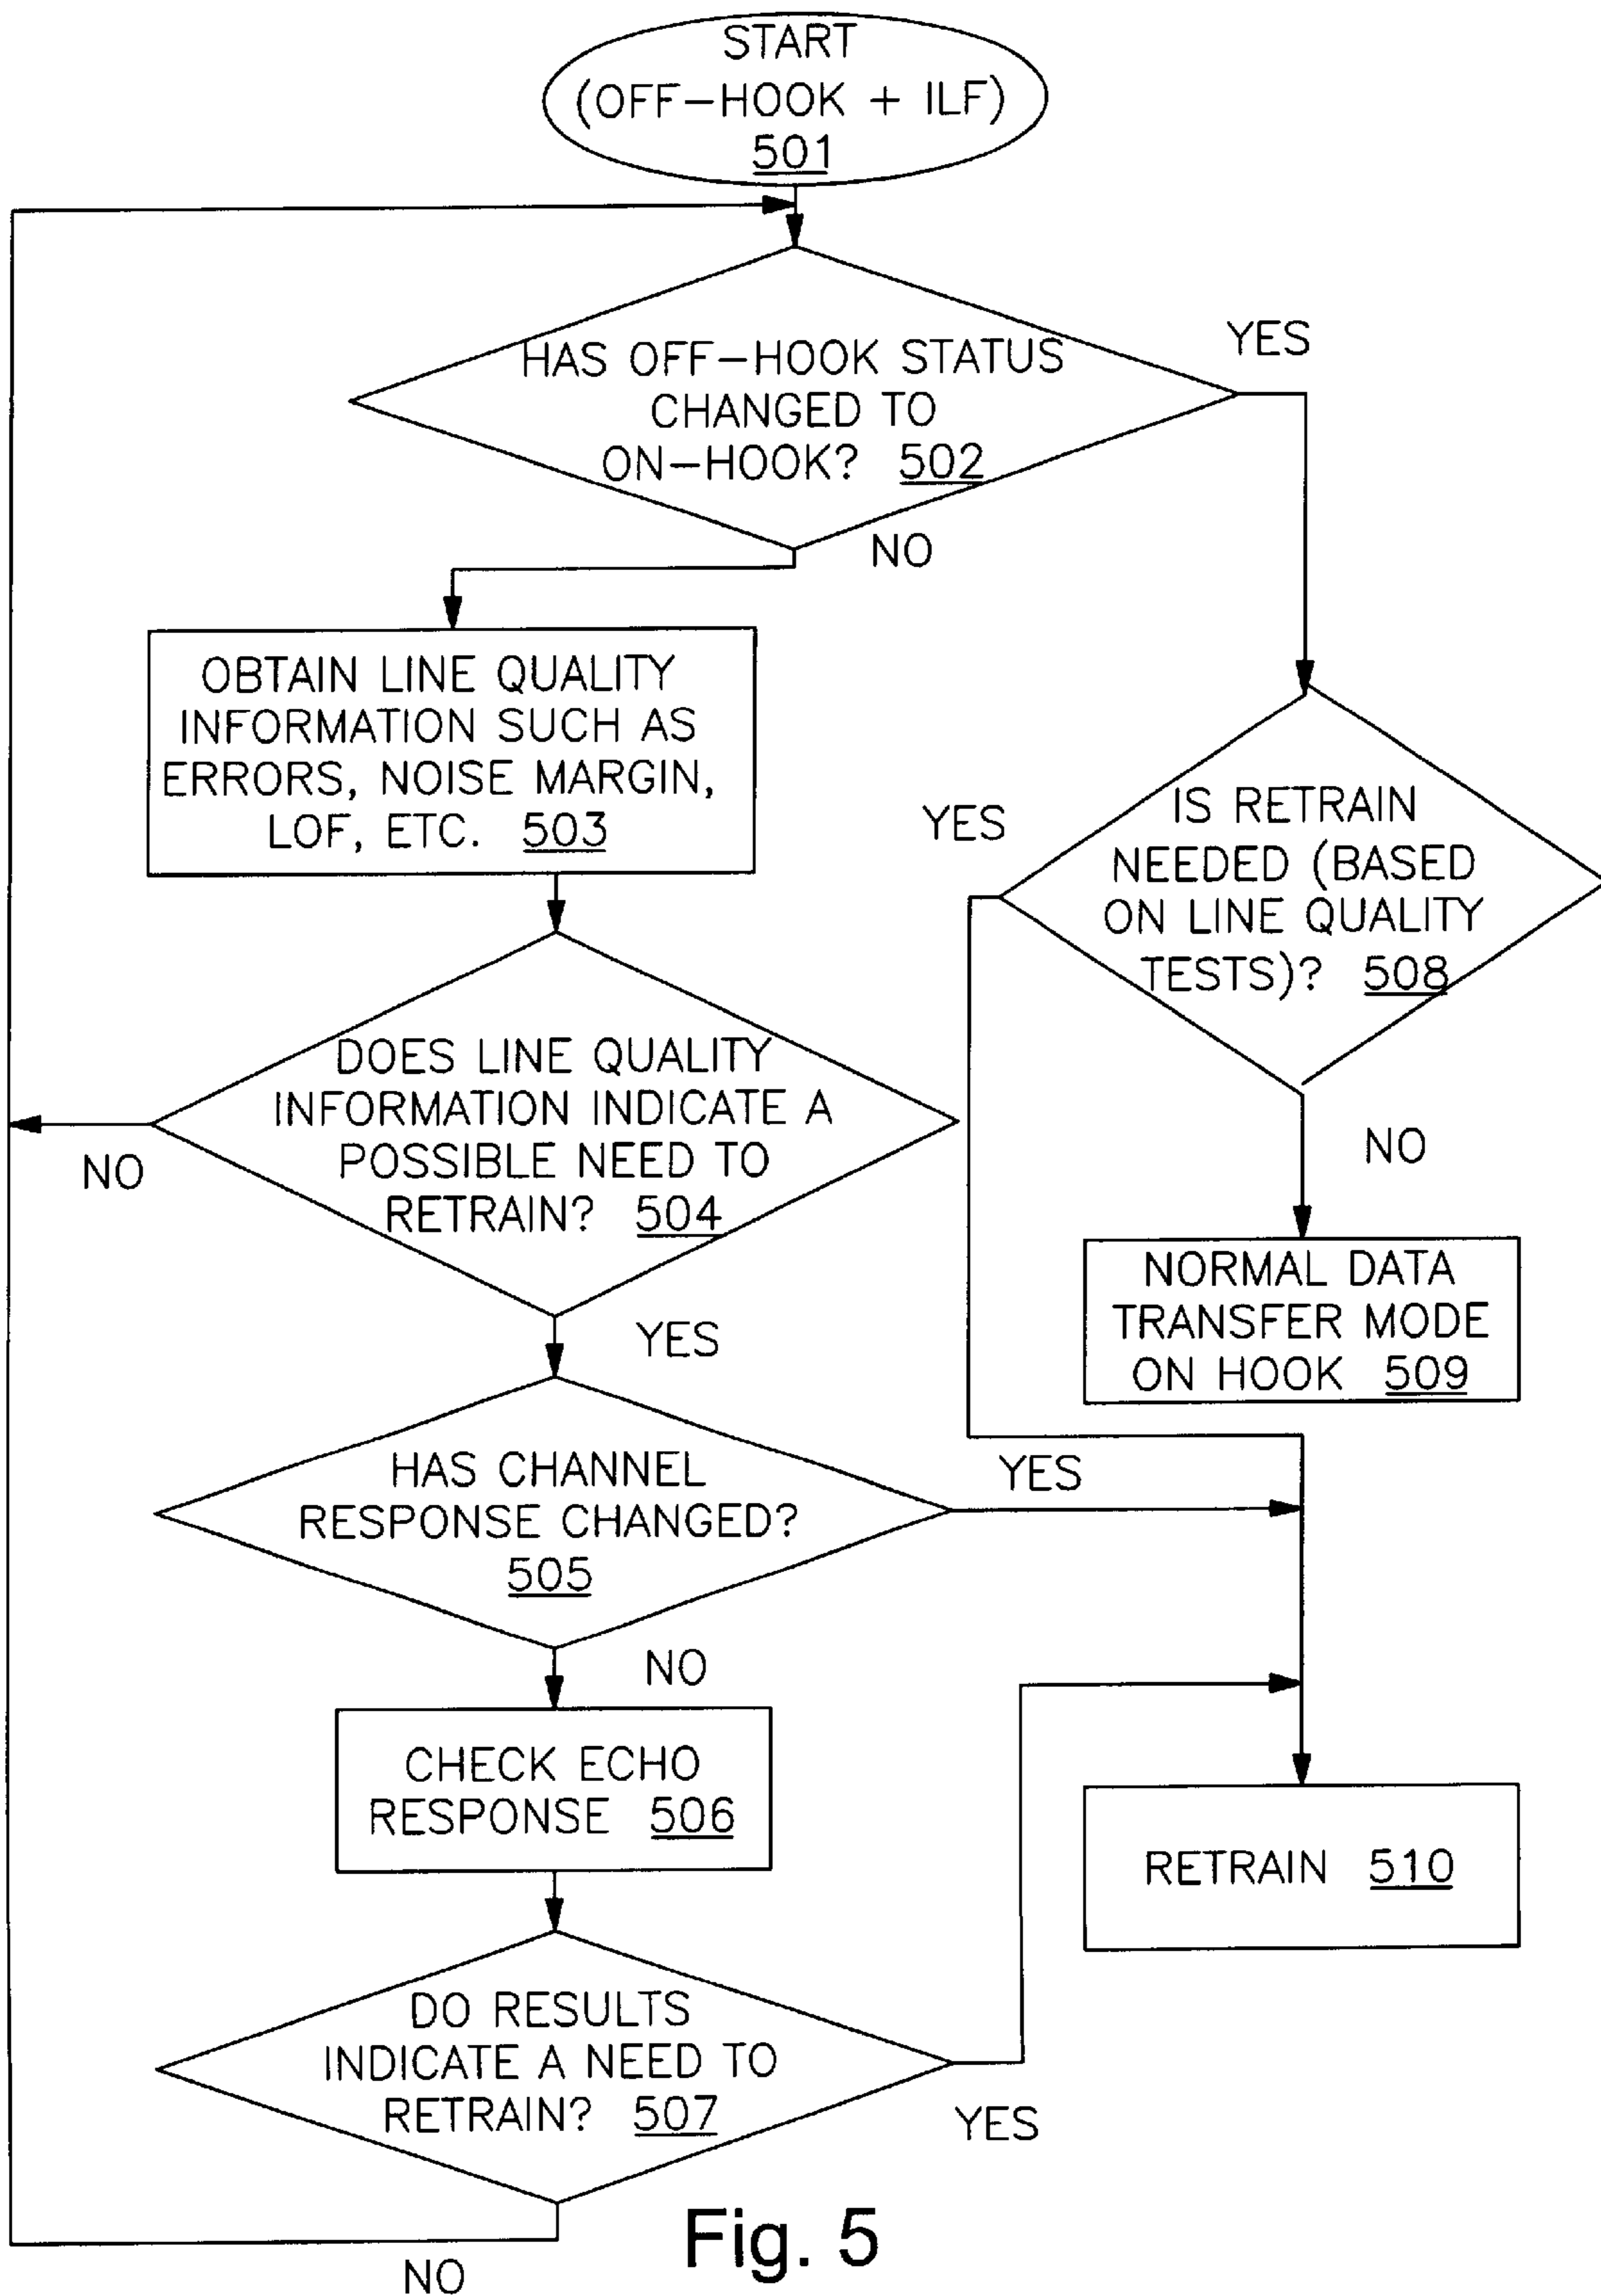 START
(OFF-HOOK + ILF)
501
HAS OFF-HOOK STATUS
CHANGED TO
ON-HOOK? 502
YES
NO
OBTAIN LINE QUALITY
INFORMATION SUCH AS
ERRORS, NOISE MARGIN,
LOF, ETC. 503
DOES LINE QUALITY
INFORMATION INDICATE A
POSSIBLE NEED TO
RETRAIN? 504
NO
YES
IS RETRAIN
NEEDED (BASED
ON LINE QUALITY
TESTS)? 508
YES
NO
NORMAL DATA
TRANSFER MODE
ON HOOK 509
HAS CHANNEL
RESPONSE CHANGED?
505
YES
NO
CHECK ECHO
RESPONSE 506
RETRAIN 510
DO RESULTS
INDICATE A NEED TO
RETRAIN? 507
YES
NO
Fig. 5